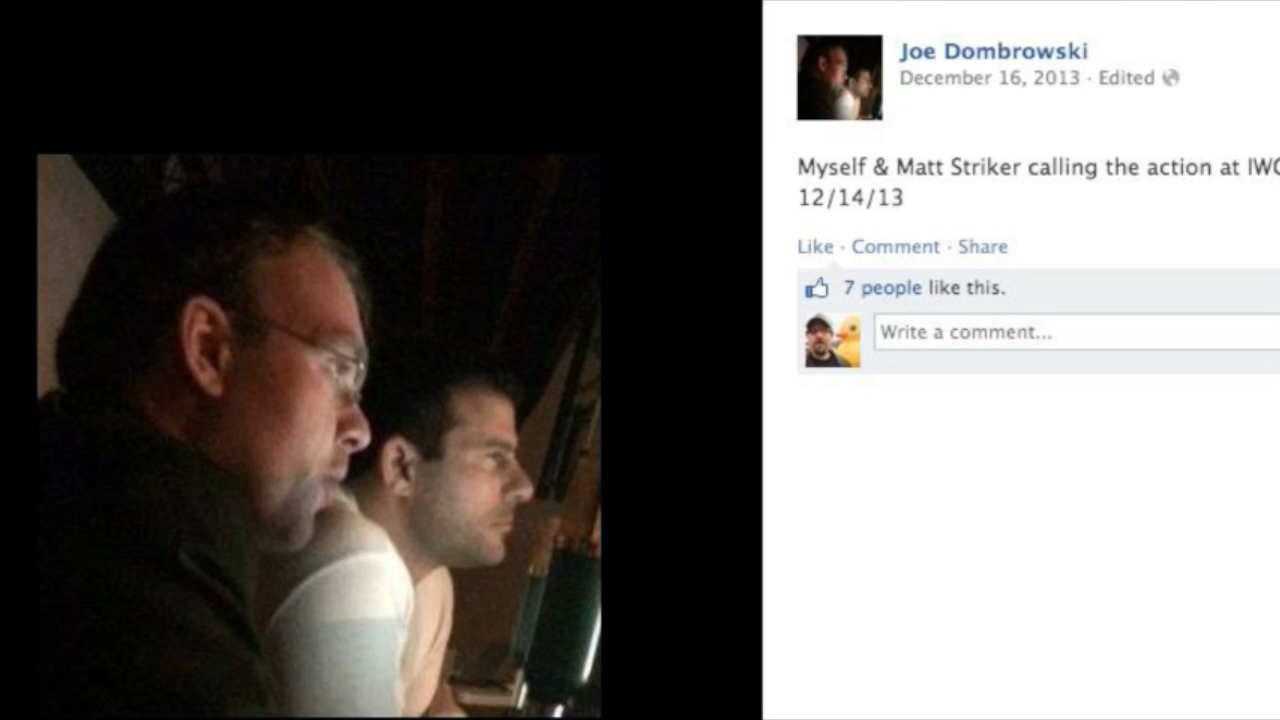 Joe Dombrowski
December 16, 2013 · Edited
Myself & Matt Striker calling the action at IWC
12/14/13
Like · Comment · Share
7 people like this.
Write a comment...